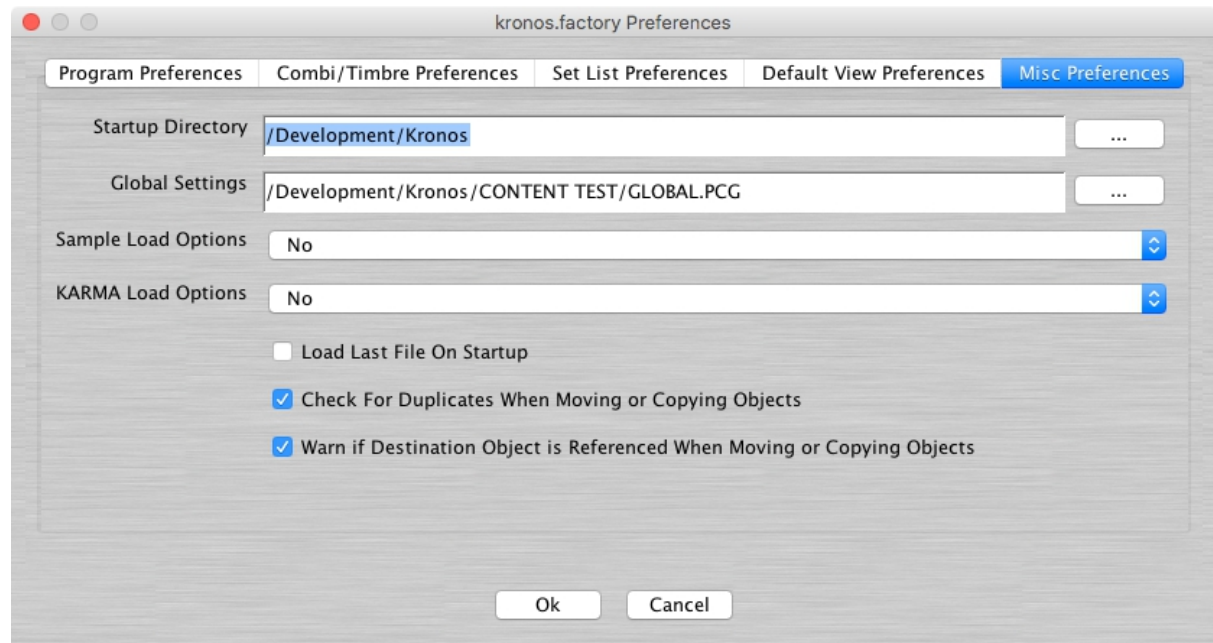 kronos.factory Preferences
Program Preferences Combi/Timbre Preferences Set List Preferences Default View Preferences Misc Preferences
Startup Directory /Development/Kronos ...
Global Settings /Development/Kronos/CONTENT TEST/GLOBAL.PCG ...
Sample Load Options No
KARMA Load Options No
Load Last File On Startup
Check For Duplicates When Moving or Copying Objects
Warn if Destination Object is Referenced When Moving or Copying Objects
Ok Cancel